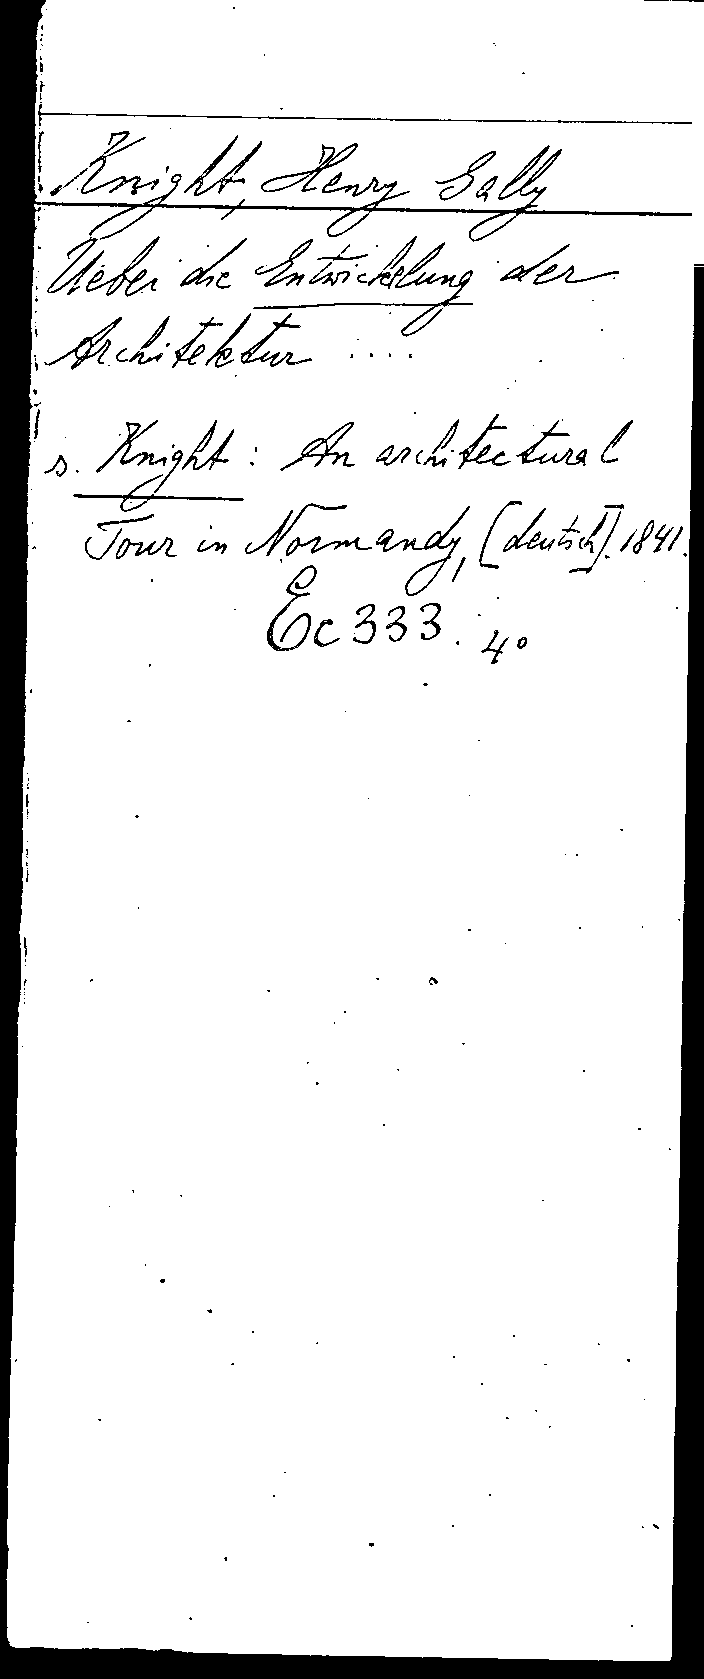 Knight, Henry Gally
Ueber die Entwickelung der
Architektur ....
s. Knight: An architectural
Tour in Normandy, [deutsch]. 1841.
Ec 333. 4°